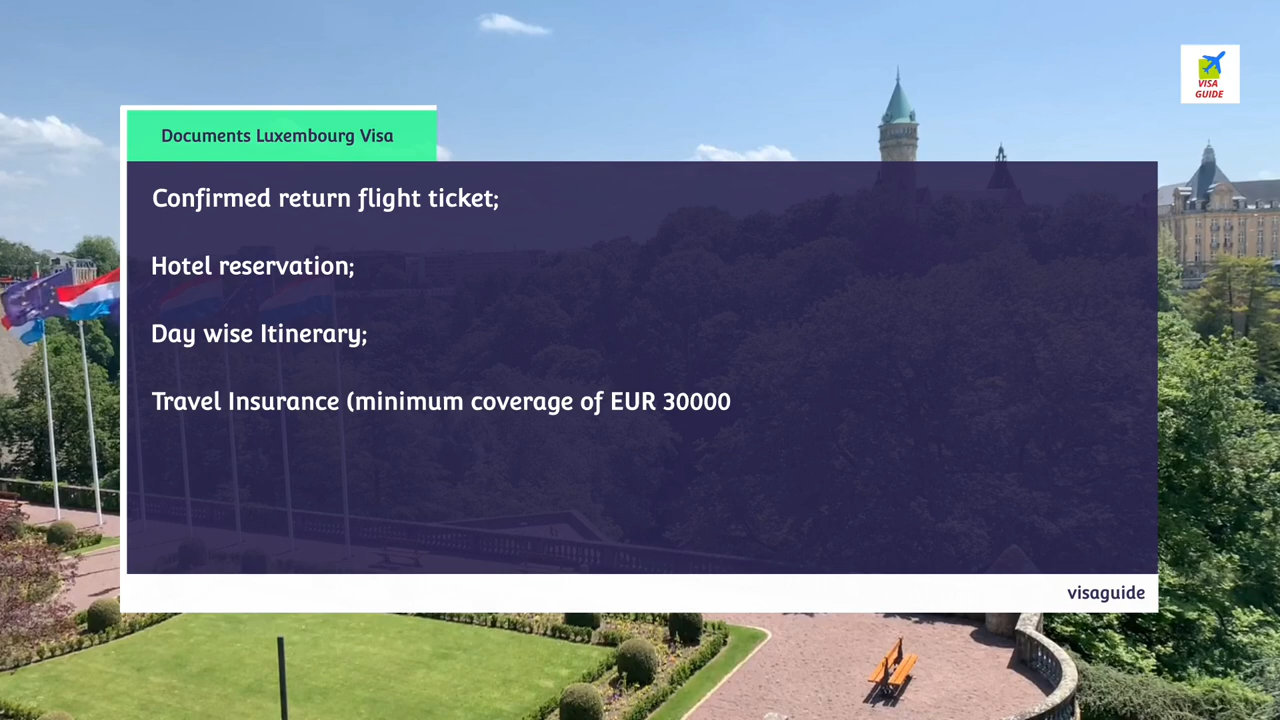 VISA
GUIDE
Documents Luxembourg Visa
Confirmed return flight ticket;
Hotel reservation;
Day wise Itinerary;
Travel Insurance (minimum coverage of EUR 30000
visaguide